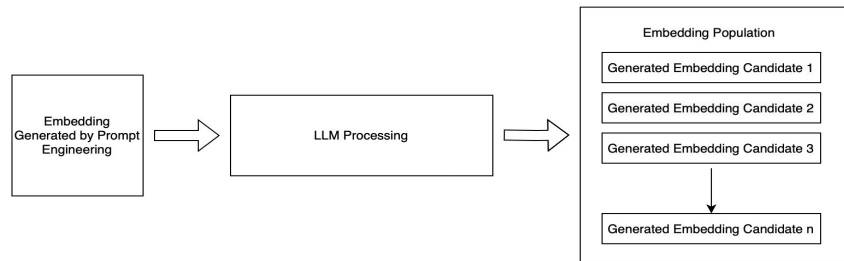 Embedding
Generated by Prompt
Engineering
LLM Processing
Embedding Population
Generated Embedding Candidate 1
Generated Embedding Candidate 2
Generated Embedding Candidate 3
Generated Embedding Candidate n